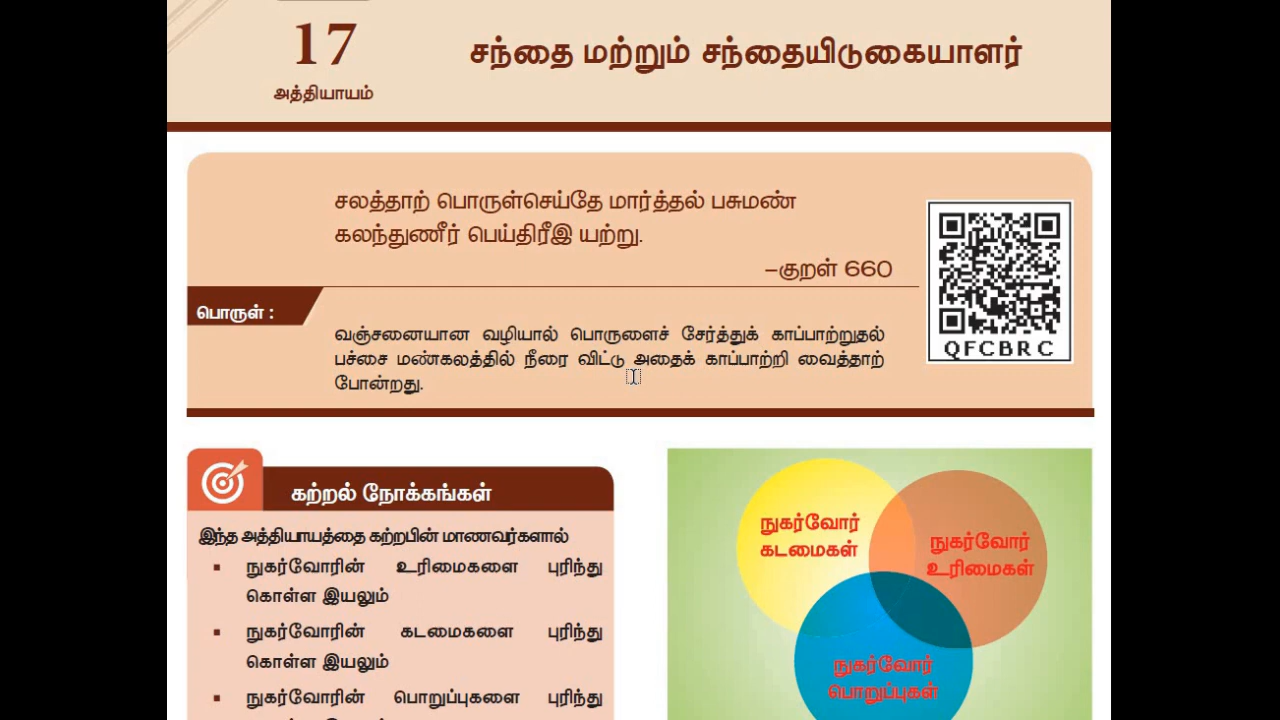 17
அத்தியாயம்
சந்தை மற்றும் சந்தையிடுகையாளர்
சலத்தாற் பொருள்செய்தே மார்த்தல் பசுமண்
கலந்துணீர் பெய்திரீஇ யற்று.
–குறள் 660
பொருள் :
வஞ்சனையான வழியால் பொருளைச் சேர்த்துக் காப்பாற்றுதல்
பச்சை மண்கலத்தில் நீரை விட்டு அதைக் காப்பாற்றி வைத்தாற்
போன்றது.
QFCBRC
கற்றல் நோக்கங்கள்
இந்த அத்தியாயத்தை கற்றபின் மாணவர்களால்
▪ நுகர்வோரின் உரிமைகளை புரிந்து
கொள்ள இயலும்
▪ நுகர்வோரின் கடமைகளை புரிந்து
கொள்ள இயலும்
▪ நுகர்வோரின் பொறுப்புகளை புரிந்து
நுகர்வோர்
கடமைகள்
நுகர்வோர்
உரிமைகள்
நுகர்வோர்
பொறுப்புகள்